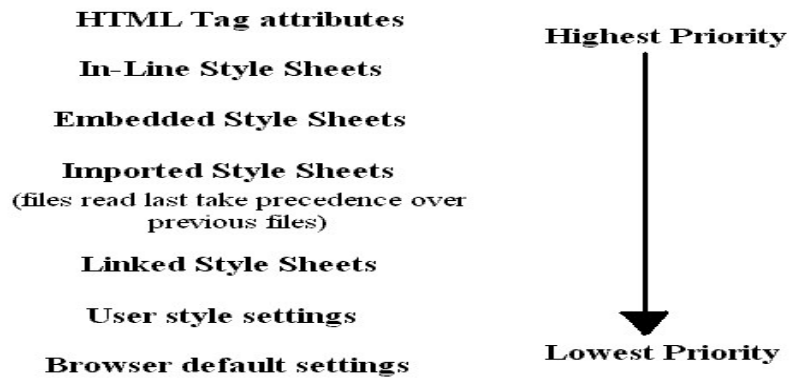 HTML Tag attributes
In-Line Style Sheets
Embedded Style Sheets
Imported Style Sheets
(files read last take precedence over
previous files)
Linked Style Sheets
User style settings
Browser default settings
Highest Priority
Lowest Priority